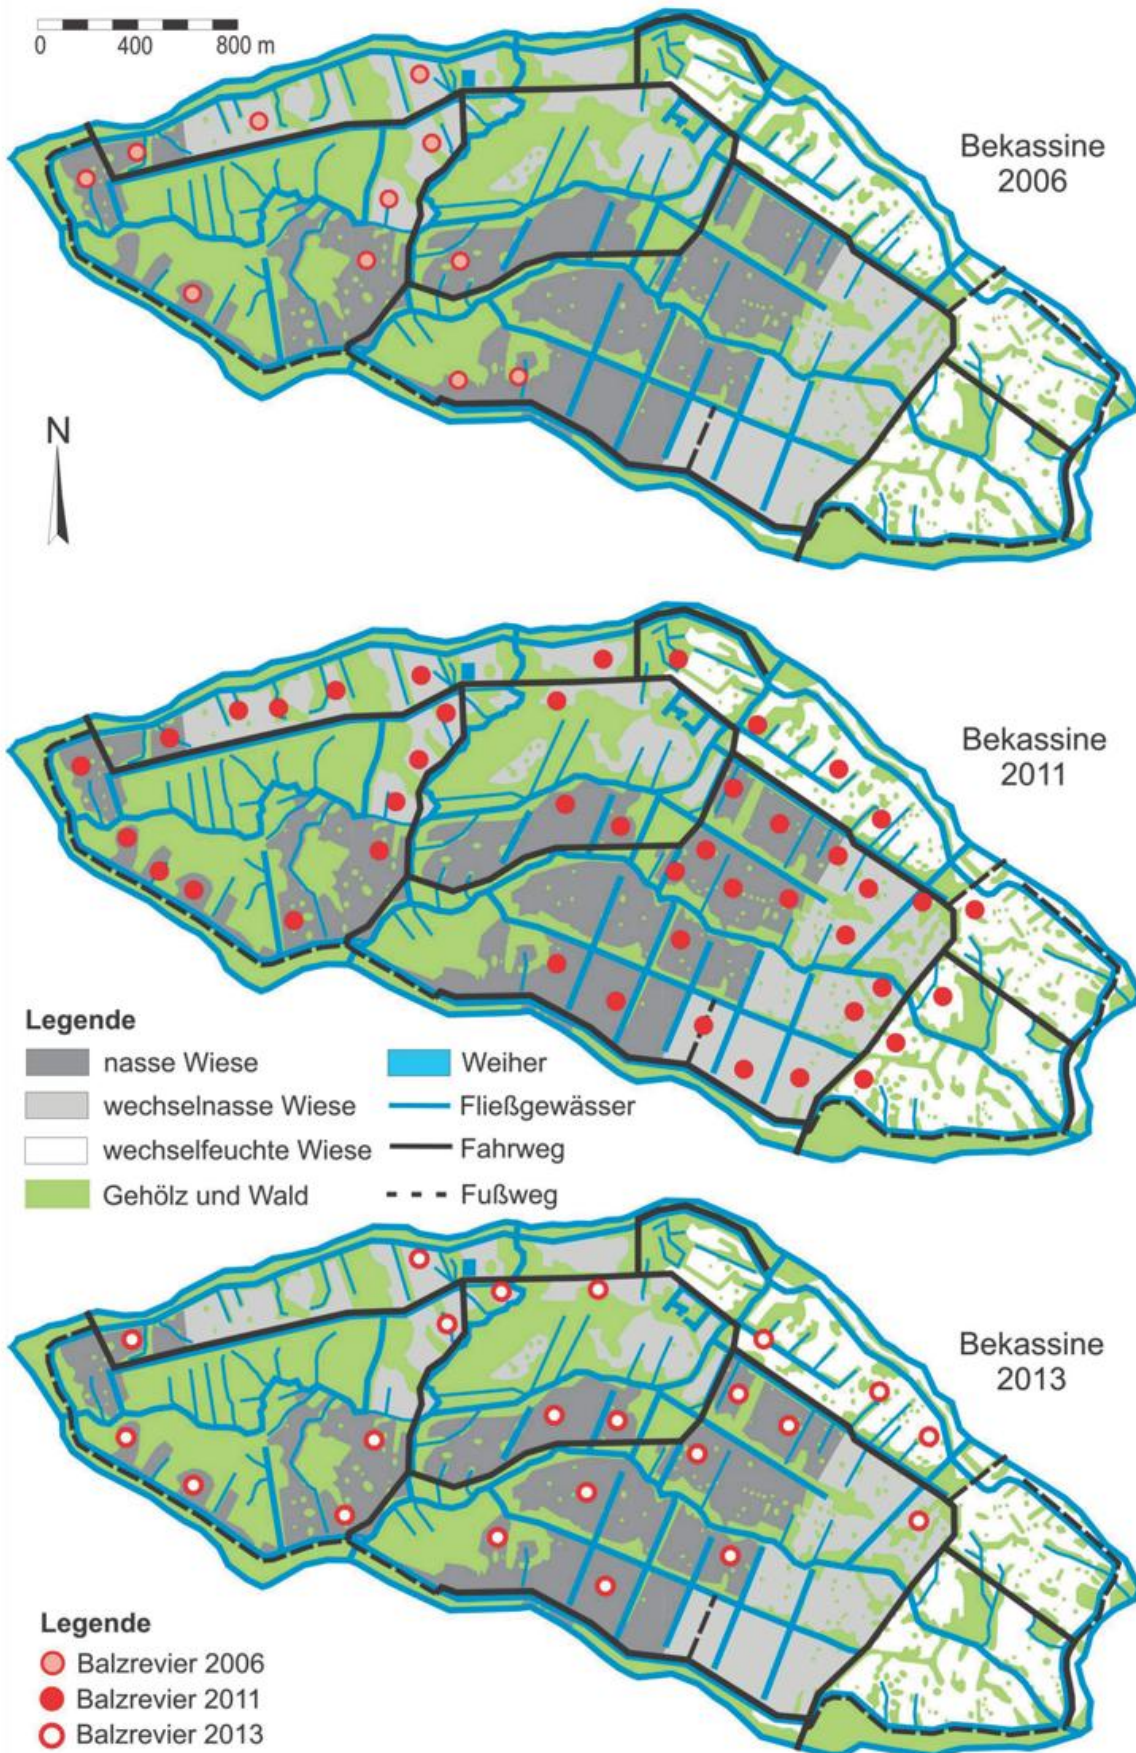 0 400 800 m
Bekassine
2006
N
Bekassine
2011
Legende
nasse Wiese
wechselnasse Wiese
wechselfeuchte Wiese
Gehölz und Wald
Weiher
Fließgewässer
Fahrweg
Fußweg
Bekassine
2013
Legende
Balzrevier 2006
Balzrevier 2011
Balzrevier 2013